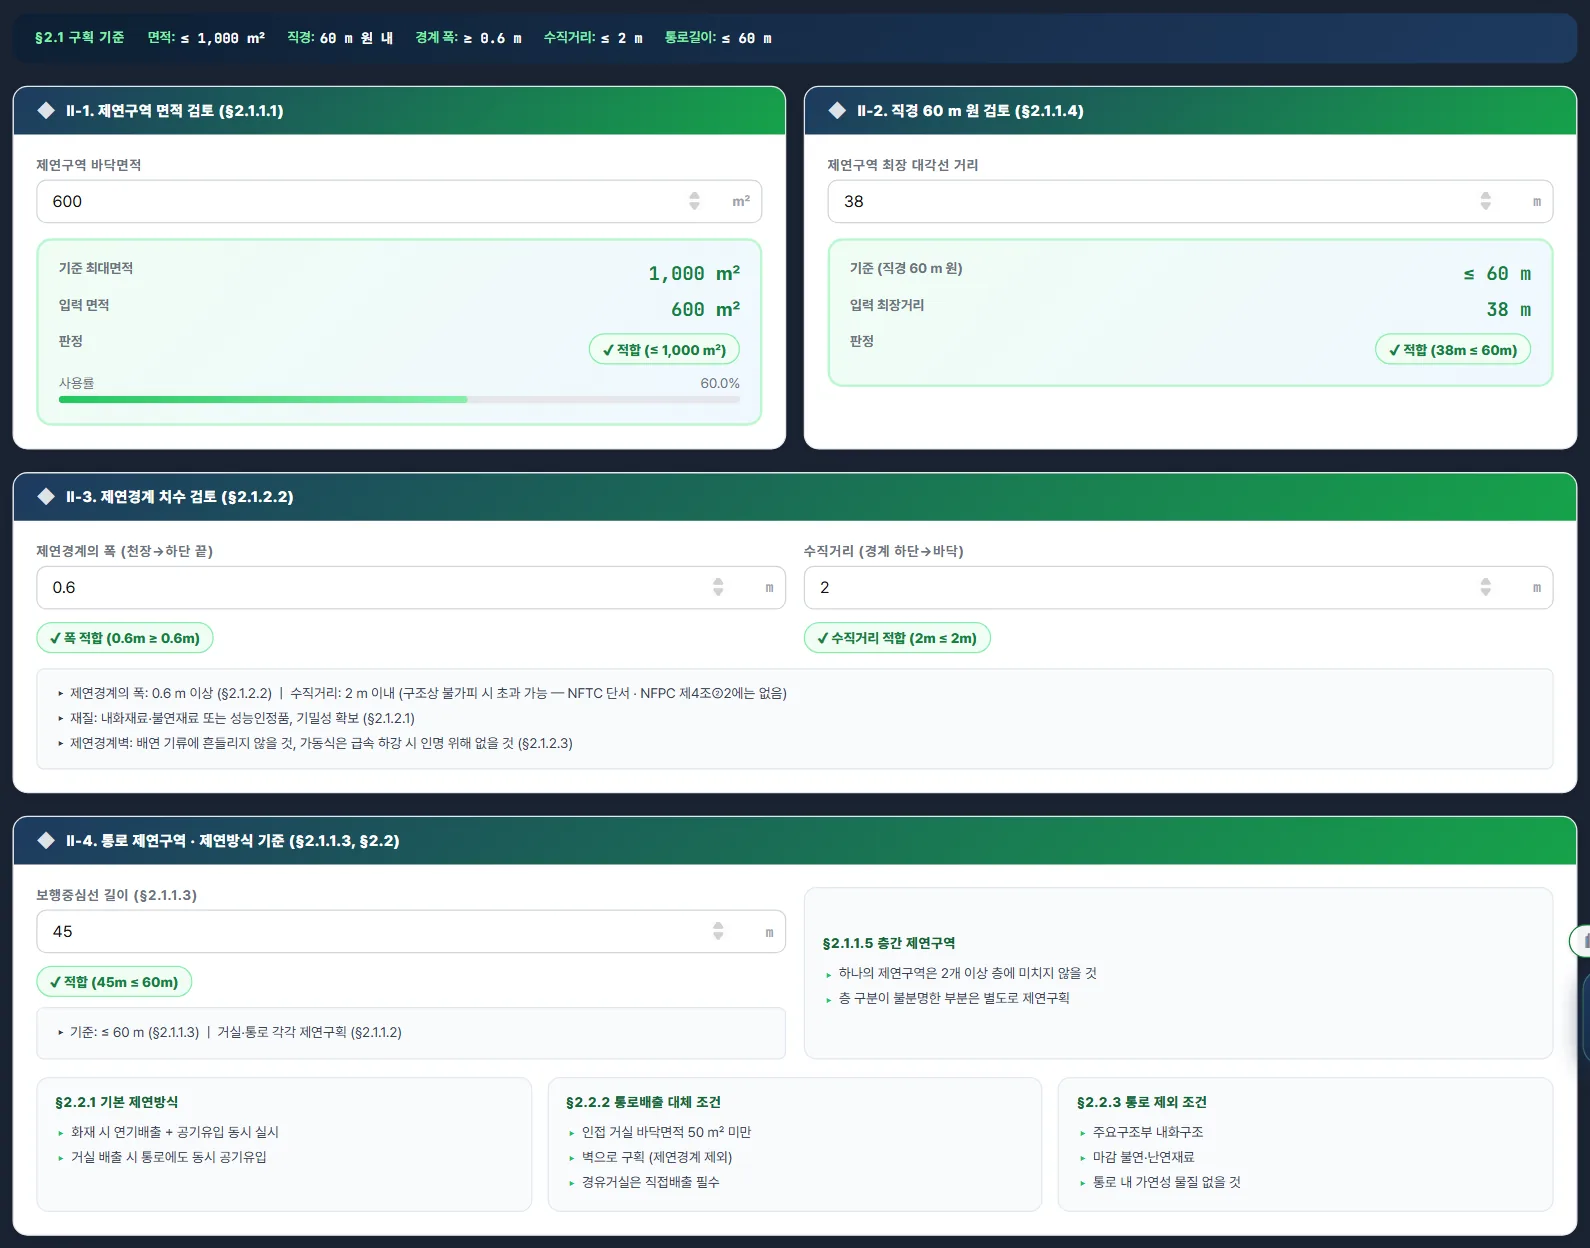 §2.1 구획 기준 면적: ≤ 1,000 m² 직경: 60 m 원 내 경계 폭: ≥ 0.6 m 수직거리: ≤ 2 m 통로길이: ≤ 60 m
◆ II-1. 제연구역 면적 검토 (§2.1.1.1)
제연구역 바닥면적
600 m²
기준 최대면적 1,000 m²
입력 면적 600 m²
판정 ✓ 적합 (≤ 1,000 m²)
사용률 60.0%
◆ II-2. 직경 60 m 원 검토 (§2.1.1.4)
제연구역 최장 대각선 거리
38 m
기준 (직경 60 m 원) ≤ 60 m
입력 최장거리 38 m
판정 ✓ 적합 (38m ≤ 60m)
◆ II-3. 제연경계 치수 검토 (§2.1.2.2)
제연경계의 폭 (천장→하단 끝)
0.6 m
✓ 폭 적합 (0.6m ≥ 0.6m)
수직거리 (경계 하단→바닥)
2 m
✓ 수직거리 적합 (2m ≤ 2m)
▸ 제연경계의 폭: 0.6 m 이상 (§2.1.2.2) | 수직거리: 2 m 이내 (구조상 불가피 시 초과 가능 — NFTC 단서 · NFPC 제4조②2에는 없음)
▸ 재질: 내화재료·불연재료 또는 성능인정품, 기밀성 확보 (§2.1.2.1)
▸ 제연경계벽: 배연 기류에 흔들리지 않을 것, 가동식은 급속 하강 시 인명 위해 없을 것 (§2.1.2.3)
◆ II-4. 통로 제연구역 · 제연방식 기준 (§2.1.1.3, §2.2)
보행중심선 길이 (§2.1.1.3)
45 m
✓ 적합 (45m ≤ 60m)
▸ 기준: ≤ 60 m (§2.1.1.3) | 거실·통로 각각 제연구획 (§2.1.1.2)
§2.1.1.5 층간 제연구역
▸ 하나의 제연구역은 2개 이상 층에 미치지 않을 것
▸ 층 구분이 불분명한 부분은 별도로 제연구획
§2.2.1 기본 제연방식
▸ 화재 시 연기배출 + 공기유입 동시 실시
▸ 거실 배출 시 통로에도 동시 공기유입
§2.2.2 통로배출 대체 조건
▸ 인접 거실 바닥면적 50 m² 미만
▸ 벽으로 구획 (제연경계 제외)
▸ 경유거실은 직접배출 필수
§2.2.3 통로 제외 조건
▸ 주요구조부 내화구조
▸ 마감 불연·난연재료
▸ 통로 내 가연성 물질 없을 것